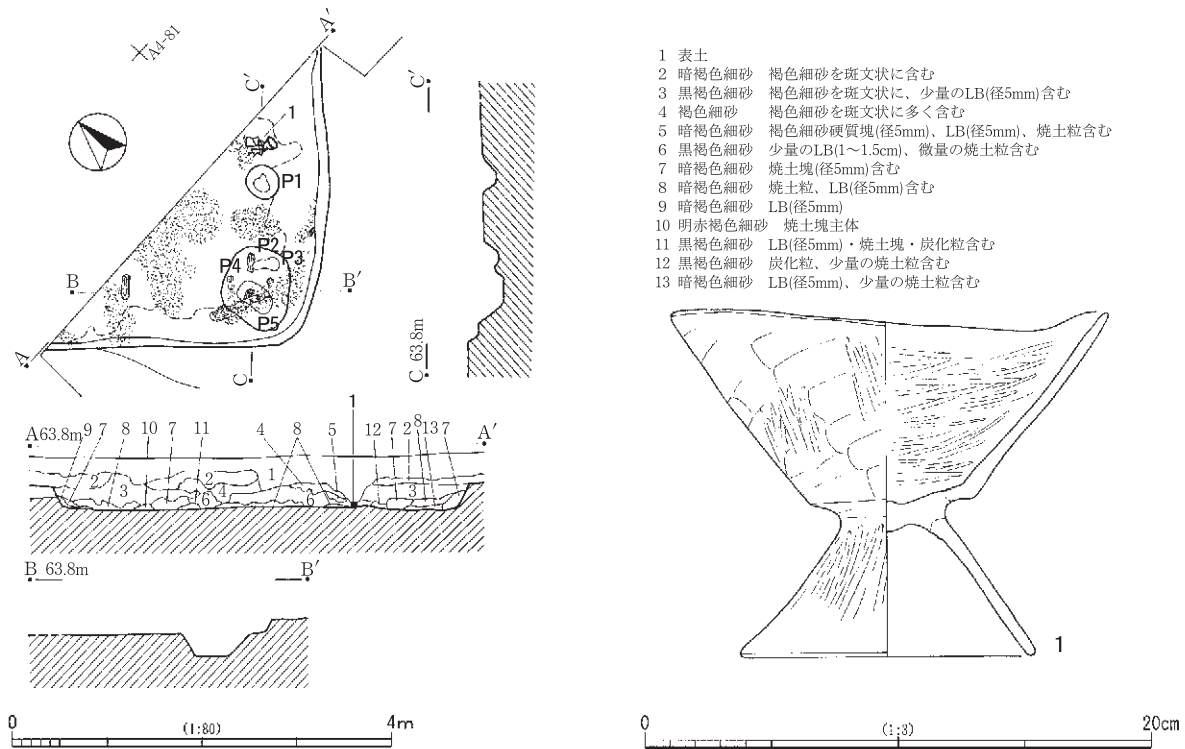 A4-81
A′
C′
1
P1
P2
P3
P4
P5
B
B′
A
C
C′
C 63.8m
1 表土
2 暗褐色細砂 褐色細砂を斑文状に含む
3 黒褐色細砂 褐色細砂を斑文状に、少量のLB(径5mm)含む
4 褐色細砂 褐色細砂を斑文状に多く含む
5 暗褐色細砂 褐色細砂硬質塊(径5mm)、LB(径5mm)、焼土粒含む
6 黒褐色細砂 少量のLB(1〜1.5cm)、微量の焼土粒含む
7 暗褐色細砂 焼土塊(径5mm)含む
8 暗褐色細砂 焼土粒、LB(径5mm)含む
9 暗褐色細砂 LB(径5mm)
10 明赤褐色細砂 焼土塊主体
11 黒褐色細砂 LB(径5mm)・焼土塊・炭化粒含む
12 黒褐色細砂 炭化粒、少量の焼土粒含む
13 暗褐色細砂 LB(径5mm)、少量の焼土粒含む
1
A63.8m 9 7 8 10 7 11 4 8 5 12 7 2 8 13 7 A′
2 3 2 4 6 1 6 3
B 63.8m B′
1
0 (1:80) 4m
0 (1:3) 20cm